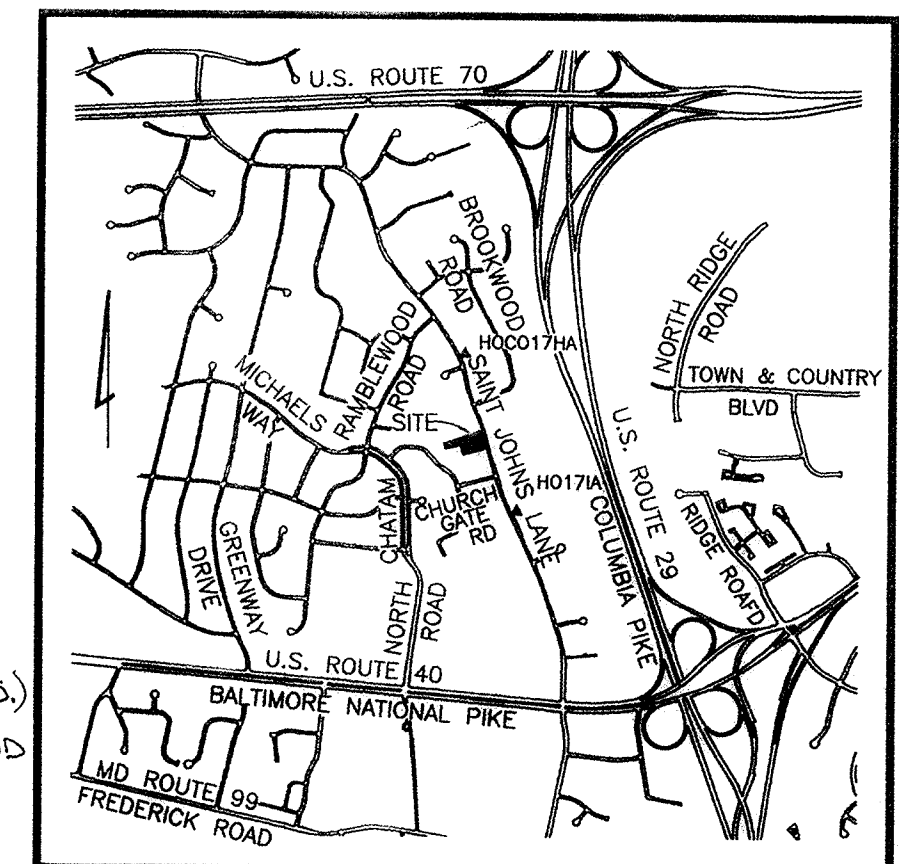 U.S. ROUTE 70
BROOKWOOD
ROAD
NORTH RIDGE
ROAD
RAMBLEWOOD
ROAD
HOCO17HA
MICHAELS
WAY
TOWN & COUNTRY
BLVD
SITE
SAINT JOHNS LANE
U.S. ROUTE 29
COLUMBIA PIKE
HO17IA
CHATAM
CHURCH
GATE
RD
RIDGE ROAFD
GREENWAY
DRIVE
NORTH
ROAD
U.S. ROUTE 40
BALTIMORE NATIONAL PIKE
MD ROUTE 99
FREDERICK ROAD